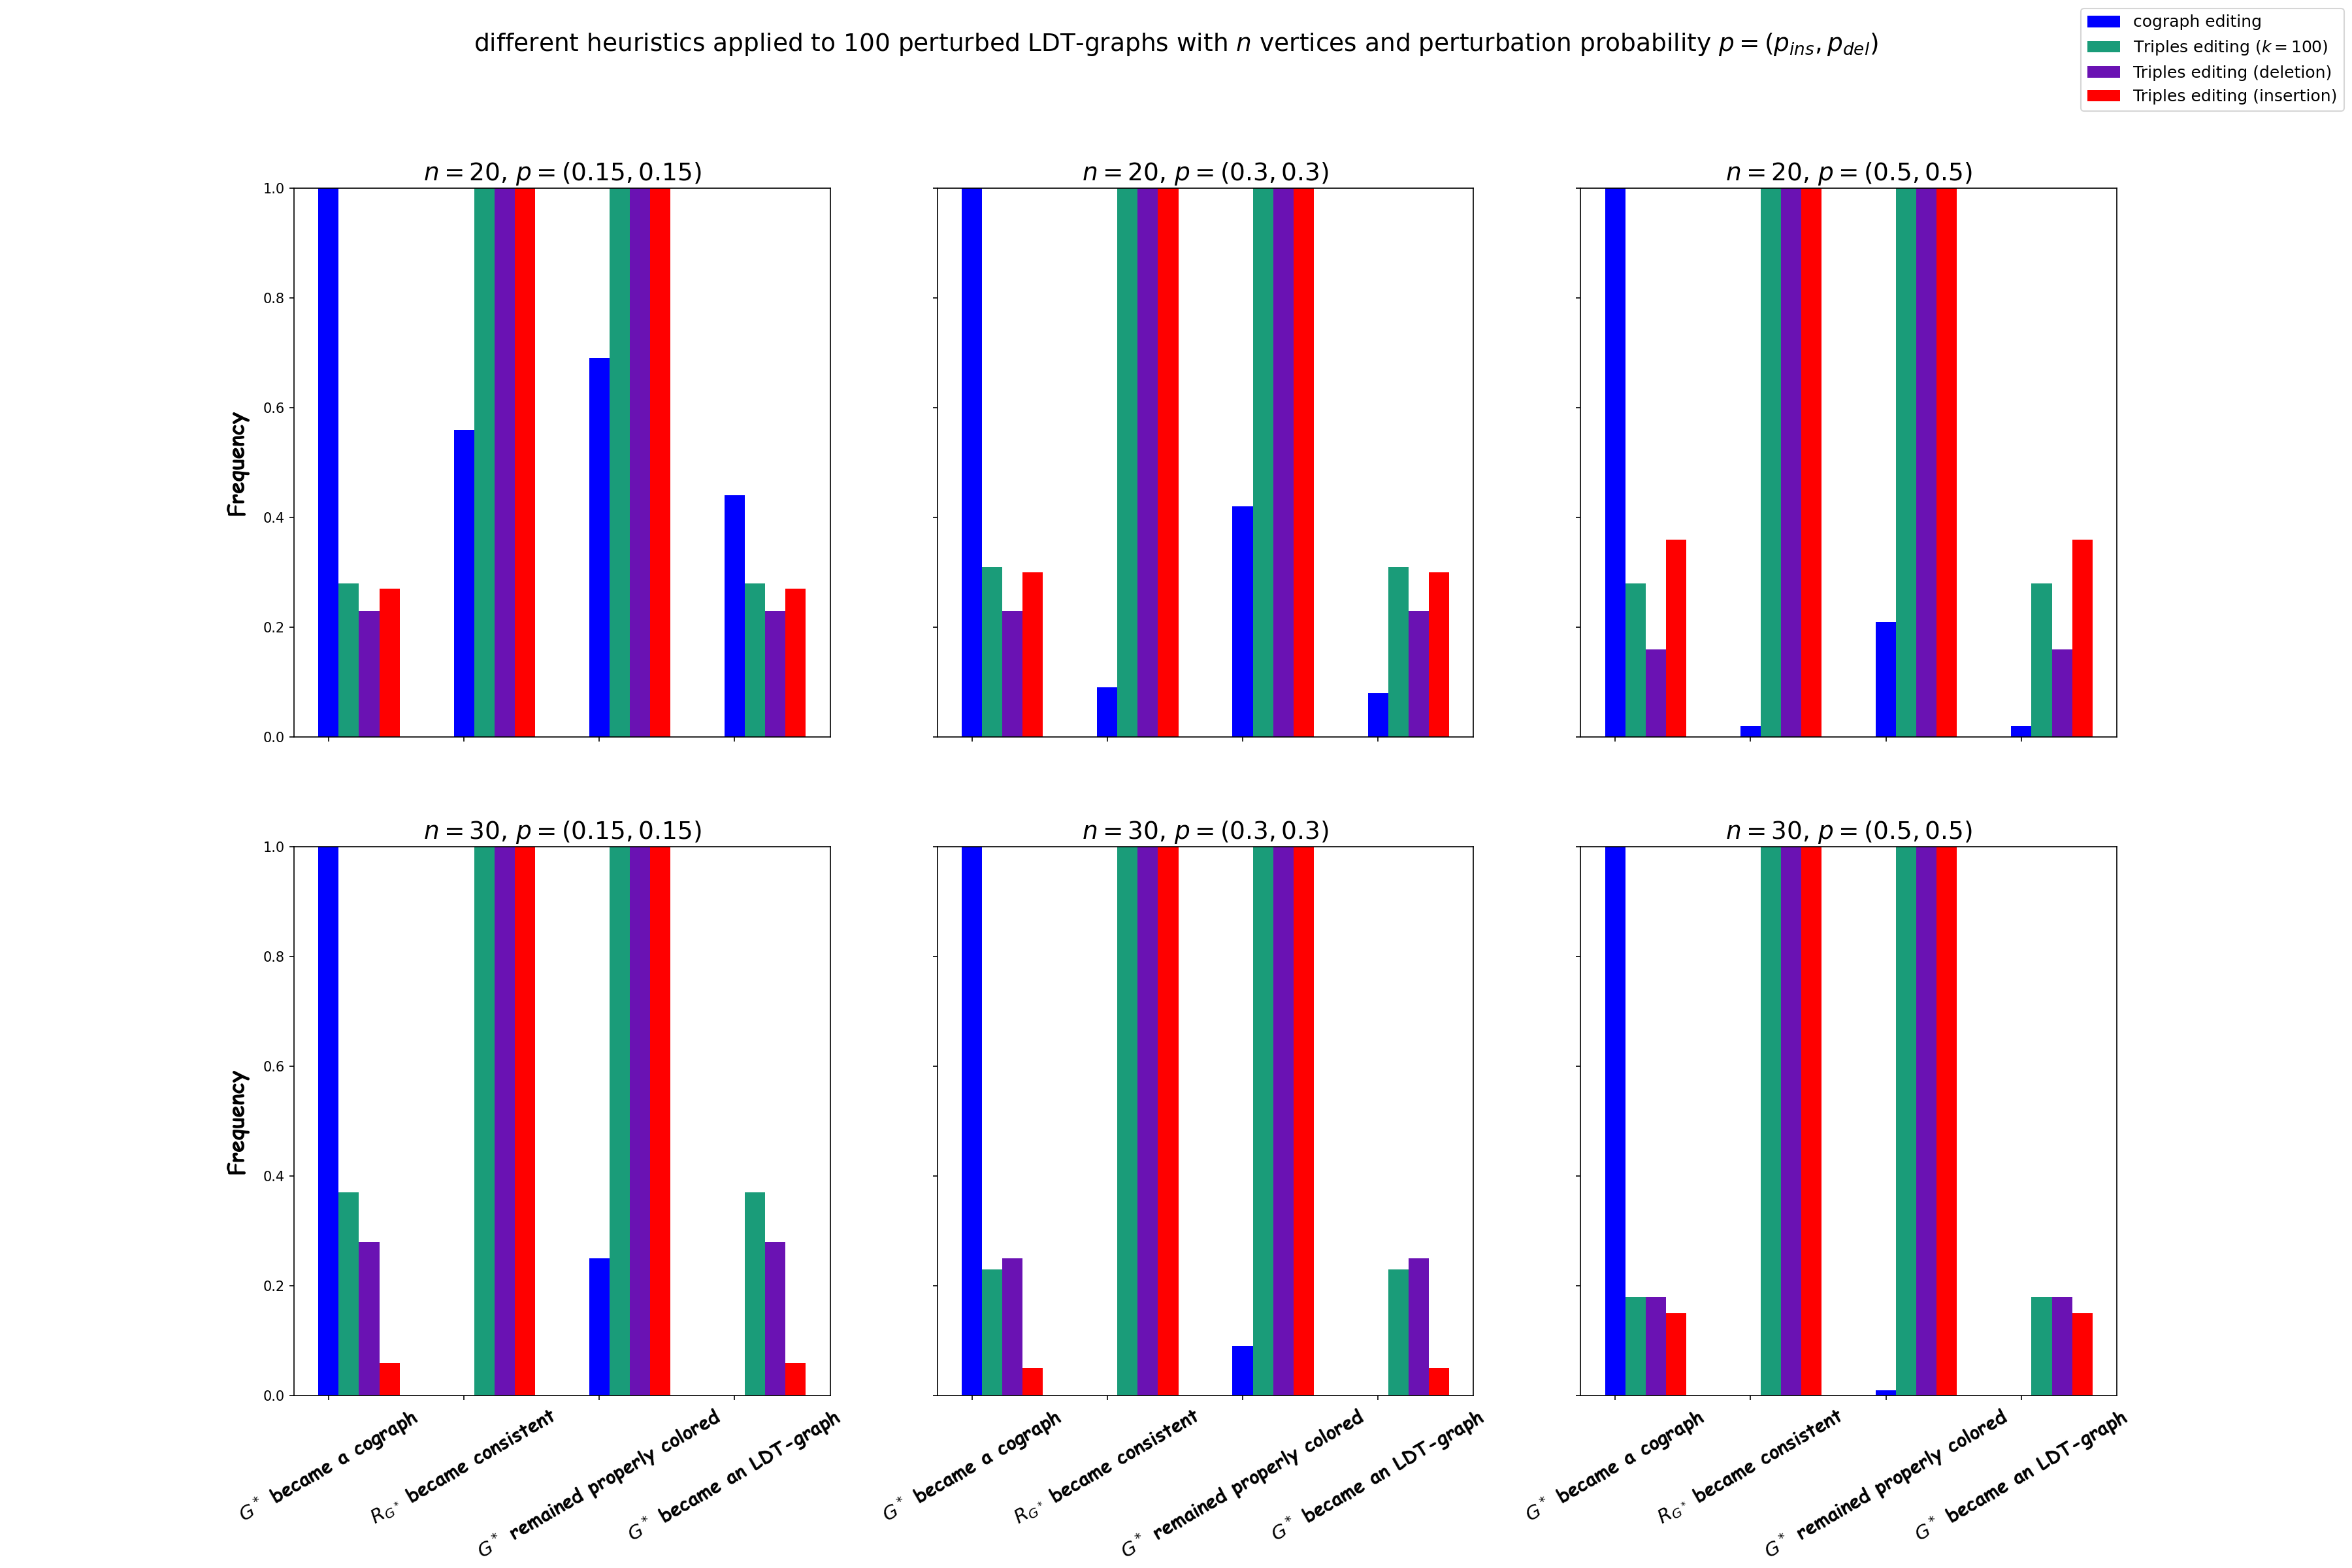 different heuristics applied to 100 perturbed LDT-graphs with n vertices and perturbation probability p = (p_ins, p_del)
cograph editing
Triples editing (k = 100)
Triples editing (deletion)
Triples editing (insertion)
n = 20, p = (0.15, 0.15)
n = 20, p = (0.3, 0.3)
n = 20, p = (0.5, 0.5)
1.0
0.8
0.6
0.4
0.2
0.0
Frequency
n = 30, p = (0.15, 0.15)
n = 30, p = (0.3, 0.3)
n = 30, p = (0.5, 0.5)
1.0
0.8
0.6
0.4
0.2
0.0
Frequency
G* became a cograph
R_G* became consistent
G* remained properly colored
G* became an LDT-graph
G* became a cograph
R_G* became consistent
G* remained properly colored
G* became an LDT-graph
G* became a cograph
R_G* became consistent
G* remained properly colored
G* became an LDT-graph